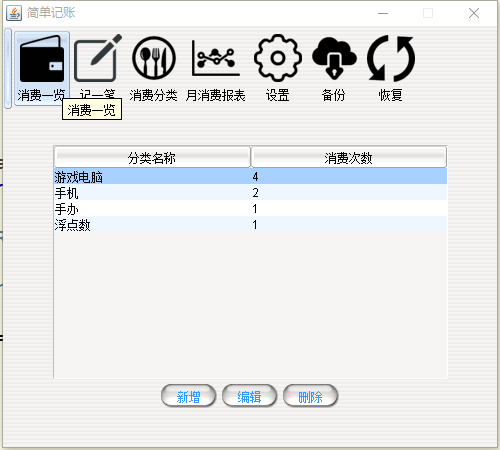 简单记账
消费一览 记一笔 消费分类 月消费报表 设置 备份 恢复
消费一览
分类名称 消费次数
游戏电脑 4
手机 2
手办 1
浮点数 1
新增 编辑 删除